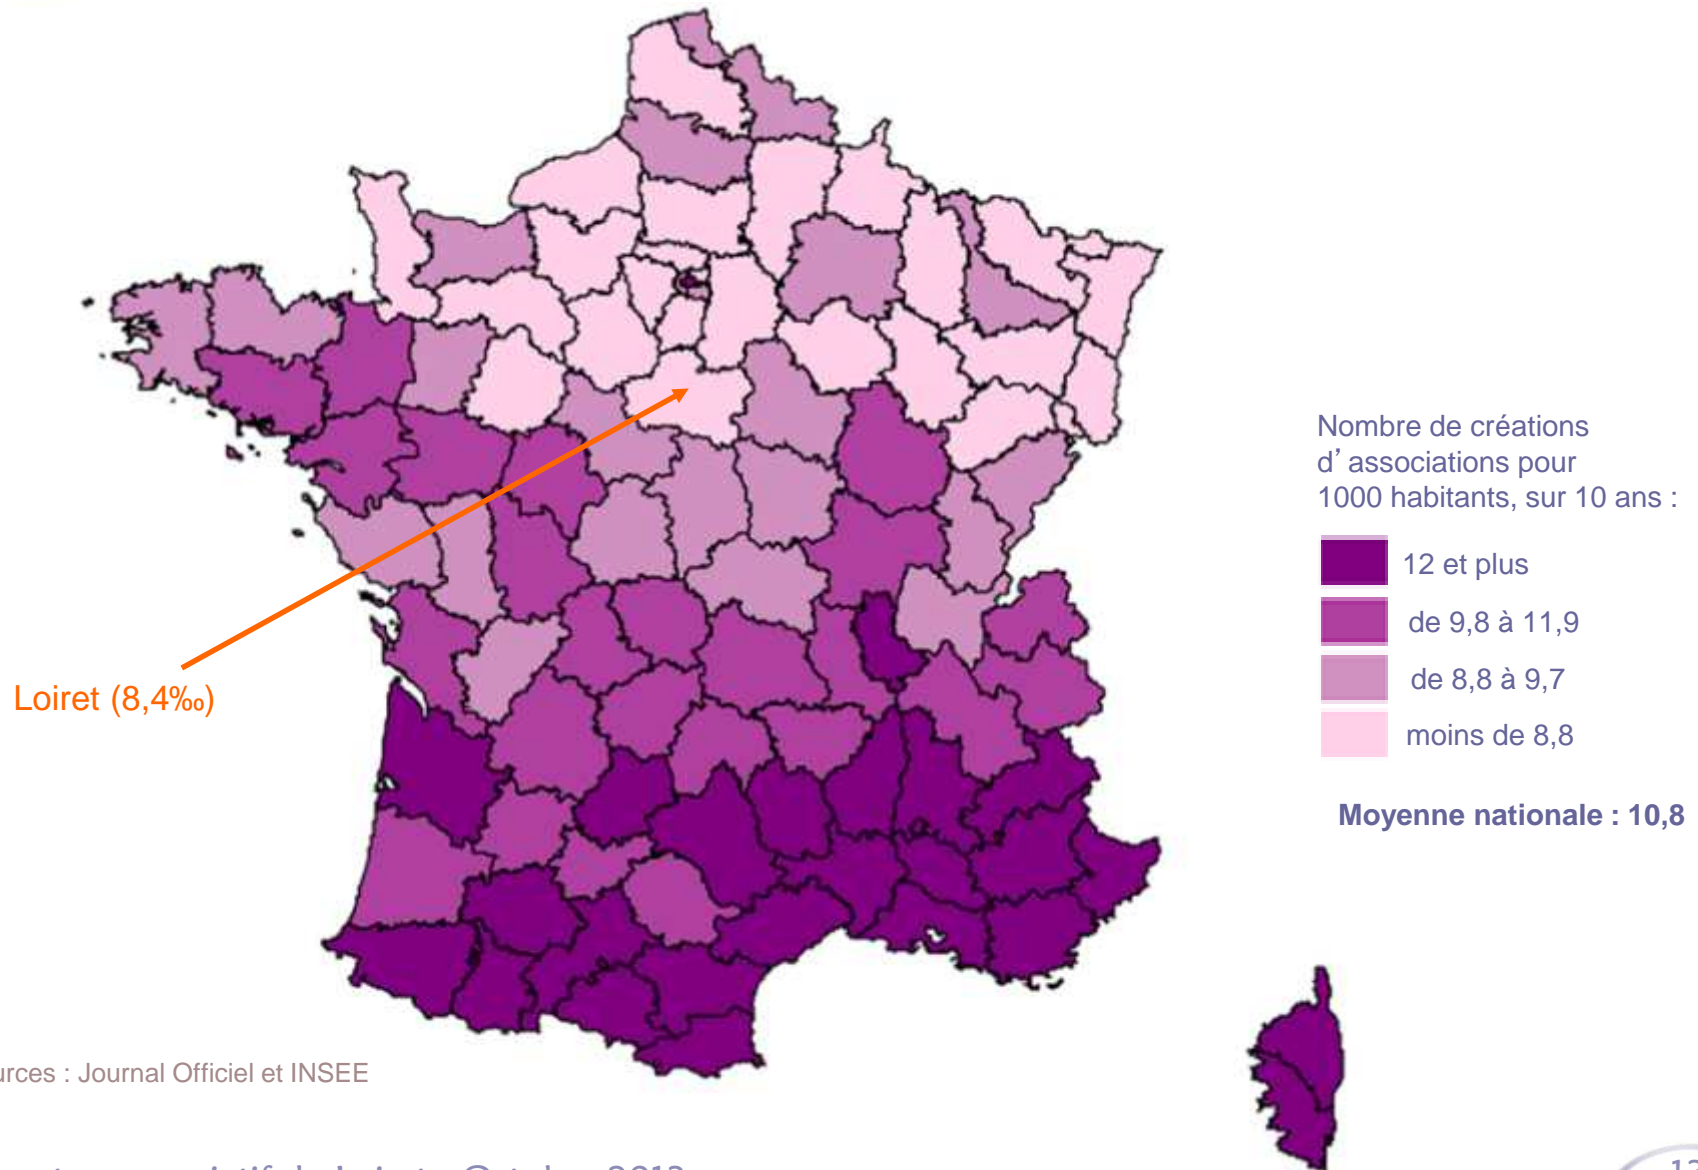 Nombre de créations
d’associations pour
1000 habitants, sur 10 ans :
12 et plus
de 9,8 à 11,9
de 8,8 à 9,7
moins de 8,8
Moyenne nationale : 10,8
Loiret (8,4‰)
urces : Journal Officiel et INSEE